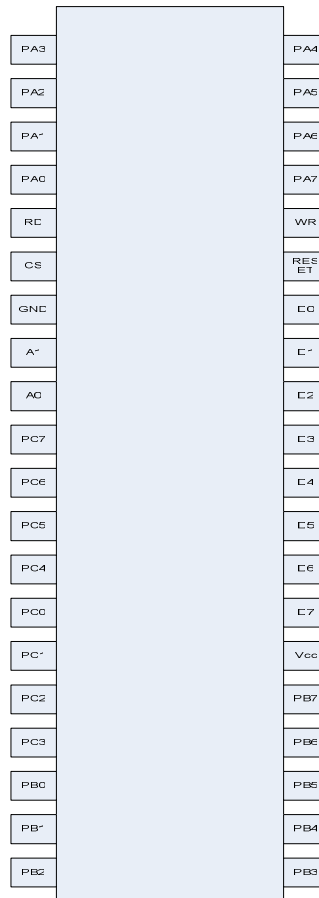 PA3 PA4
PA2 PA5
PA1 PA6
PA0 PA7
RD WR
CS RES
ET
GND D0
A1 D1
A0 D2
PC7 D3
PC6 D4
PC5 D5
PC4 D6
PC0 D7
PC1 Vcc
PC2 PB7
PC3 PB6
PB0 PB5
PB1 PB4
PB2 PB3